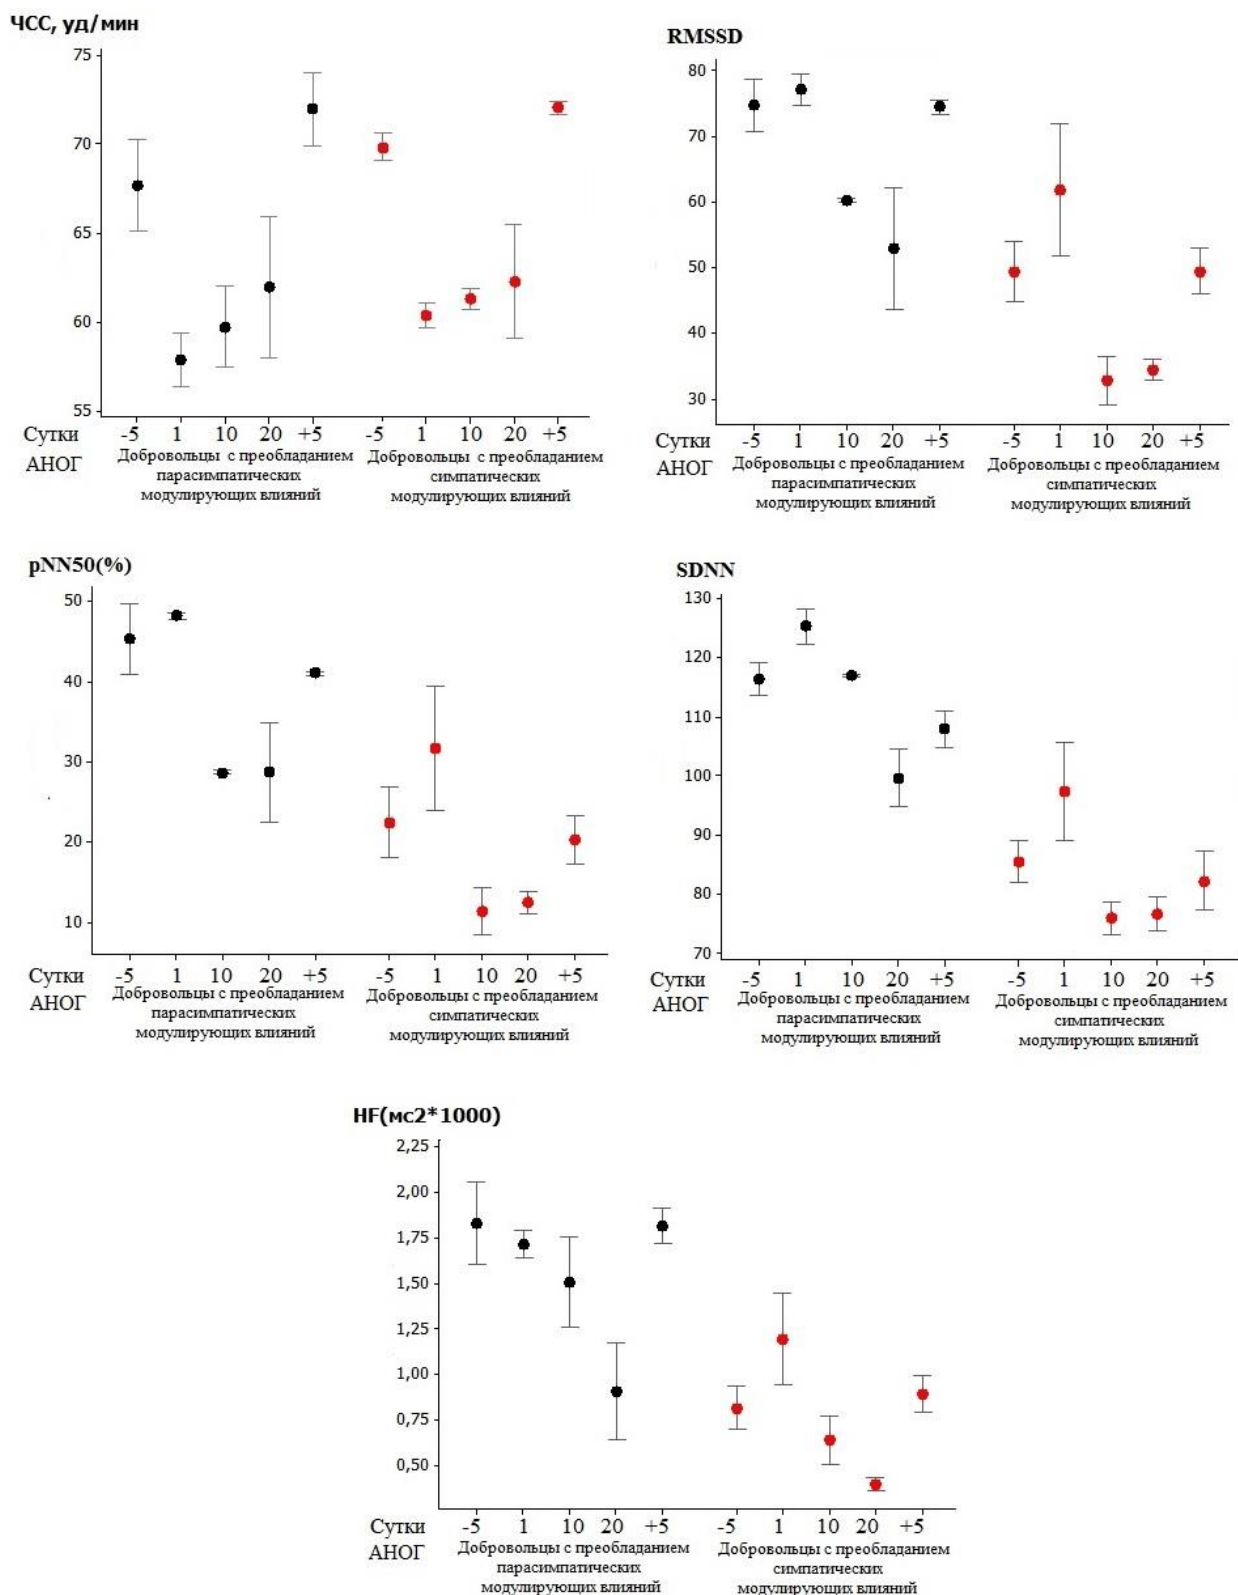 ЧСС, уд/мин
75
70
65
60
55
Сутки -5 1 10 20 +5 -5 1 10 20 +5
АНОГ
Добровольцы с преобладанием
парасимпатических
модулирующих влияний
Добровольцы с преобладанием
симпатических
модулирующих влияний
RMSSD
80
70
60
50
40
30
Сутки -5 1 10 20 +5 -5 1 10 20 +5
АНОГ
Добровольцы с преобладанием
парасимпатических
модулирующих влияний
Добровольцы с преобладанием
симпатических
модулирующих влияний
pNN50(%)
50
40
30
20
10
Сутки -5 1 10 20 +5 -5 1 10 20 +5
АНОГ
Добровольцы с преобладанием
парасимпатических
модулирующих влияний
Добровольцы с преобладанием
симпатических
модулирующих влияний
SDNN
130
120
110
100
90
80
70
Сутки -5 1 10 20 +5 -5 1 10 20 +5
АНОГ
Добровольцы с преобладанием
парасимпатических
модулирующих влияний
Добровольцы с преобладанием
симпатических
модулирующих влияний
HF(мс2*1000)
2,25
2,00
1,75
1,50
1,25
1,00
0,75
0,50
Сутки -5 1 10 20 +5 -5 1 10 20 +5
АНОГ
Добровольцы с преобладанием
парасимпатических
модулирующих влияний
Добровольцы с преобладанием
симпатических
модулирующих влияний